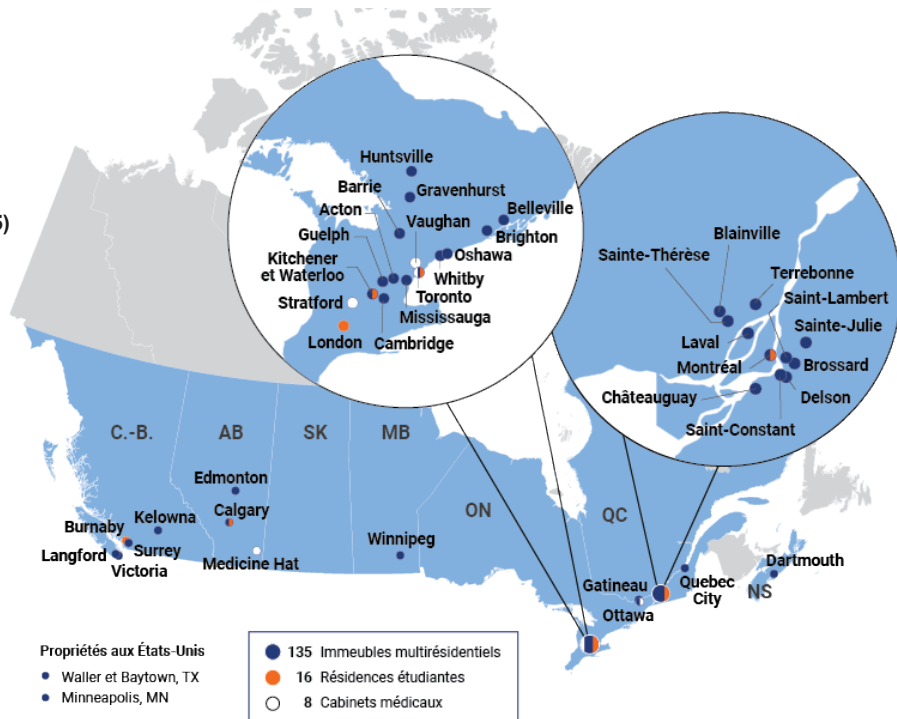 5)
Huntsville
Barrie
Gravenhurst
Acton
Vaughan
Belleville
Guelph
Brighton
Kitchener
et Waterloo
Oshawa
Whitby
Stratford
Toronto
Mississauga
London
Cambridge
Blainville
Sainte-Thérèse
Terrebonne
Saint-Lambert
Sainte-Julie
Laval
Montréal
Brossard
Châteauguay
Delson
Saint-Constant
C.-B.
AB
SK
MB
ON
QC
NS
Edmonton
Calgary
Kelowna
Burnaby
Surrey
Langford
Victoria
Medicine Hat
Winnipeg
Gatineau
Ottawa
Quebec
City
Dartmouth
Propriétés aux États-Unis
Waller et Baytown, TX
Minneapolis, MN
135 Immeubles multirésidentiels
16 Résidences étudiantes
8 Cabinets médicaux